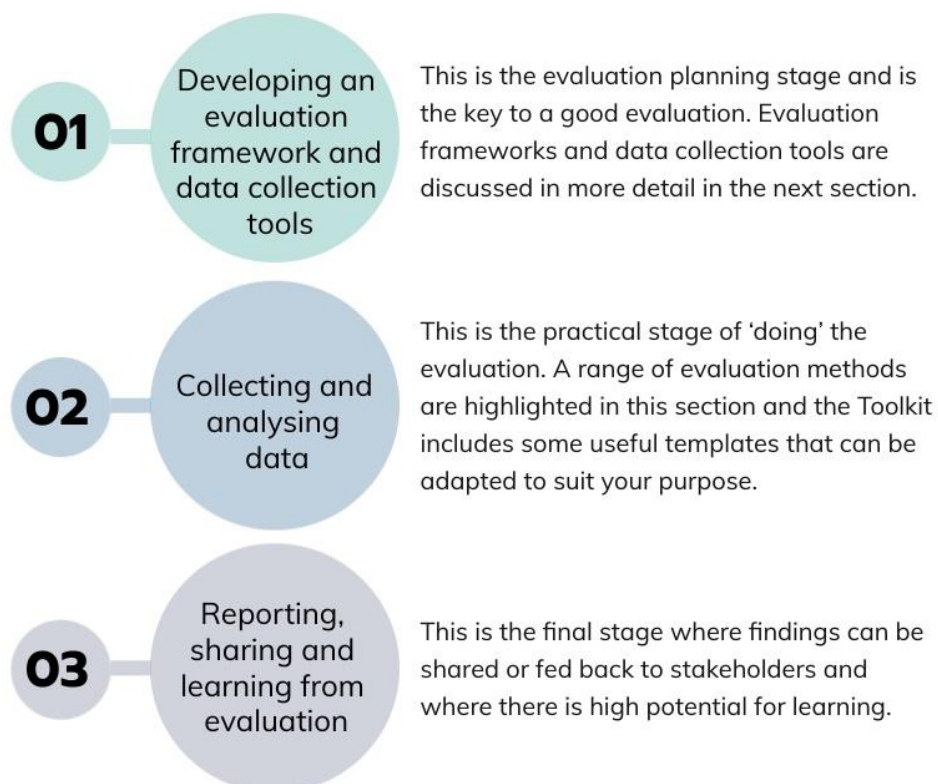 01
Developing an
evaluation
framework and
data collection
tools
This is the evaluation planning stage and is
the key to a good evaluation. Evaluation
frameworks and data collection tools are
discussed in more detail in the next section.
02
Collecting and
analysing
data
This is the practical stage of ‘doing’ the
evaluation. A range of evaluation methods
are highlighted in this section and the Toolkit
includes some useful templates that can be
adapted to suit your purpose.
03
Reporting,
sharing and
learning from
evaluation
This is the final stage where findings can be
shared or fed back to stakeholders and
where there is high potential for learning.